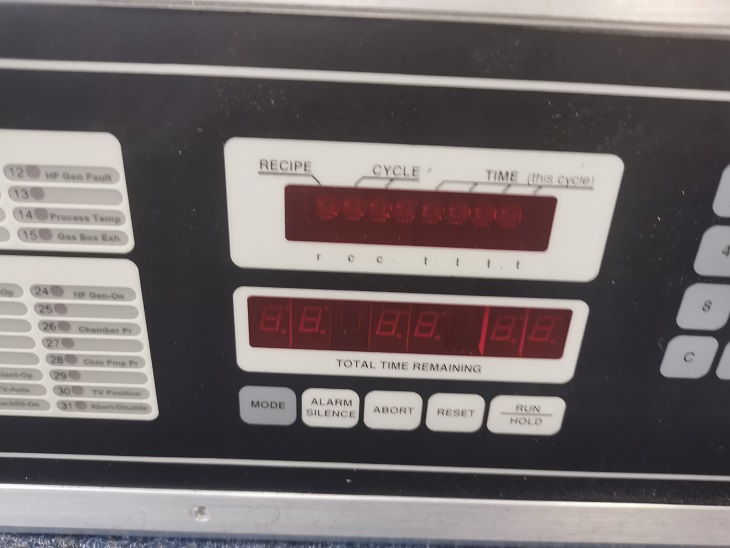 12 HF Gen Fault
13
14 Process Temp
15 Gas Box Exh
24 HF Gen-On
25
26 Chamber Pr
27
28 Chm Pmp Pr
29
30 TV Position
31 Abort-Disable
RECIPE CYCLE TIME (this cycle)
r c c t t t t
TOTAL TIME REMAINING
MODE
ALARM
SILENCE
ABORT
RESET
RUN
HOLD
4
8
C